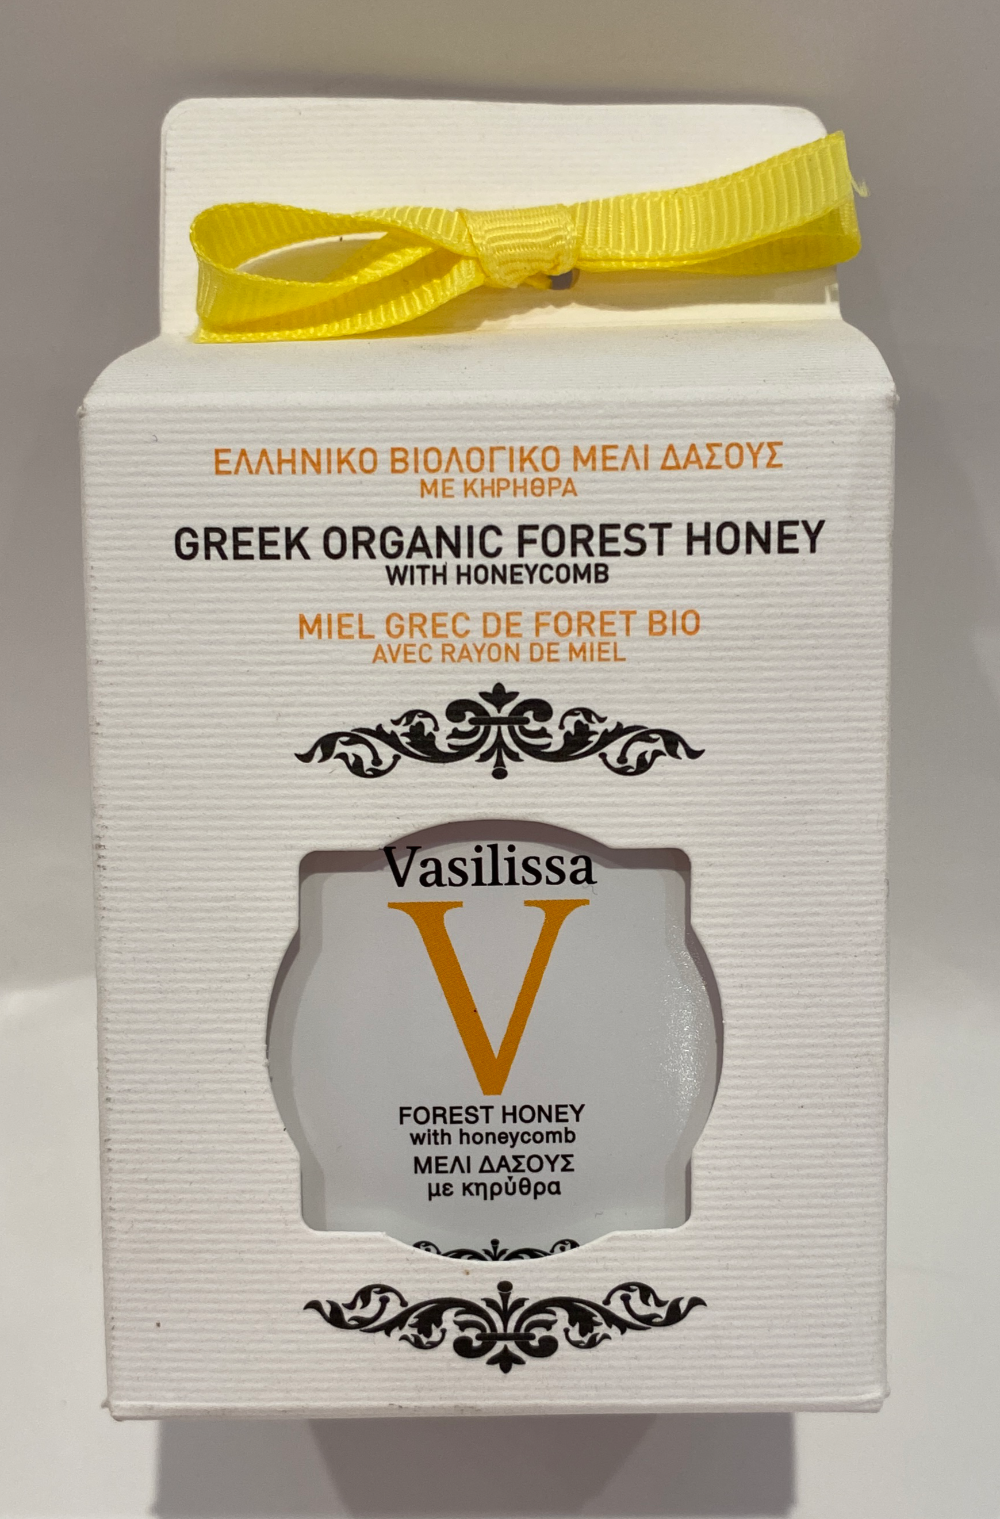 ΕΛΛΗΝΙΚΟ ΒΙΟΛΟΓΙΚΟ ΜΕΛΙ ΔΑΣΟΥΣ
ΜΕ ΚΗΡΗΘΡΑ
GREEK ORGANIC FOREST HONEY
WITH HONEYCOMB
MIEL GREC DE FORET BIO
AVEC RAYON DE MIEL
Vasilissa
V
FOREST HONEY
with honeycomb
ΜΕΛΙ ΔΑΣΟΥΣ
με κηρύθρα